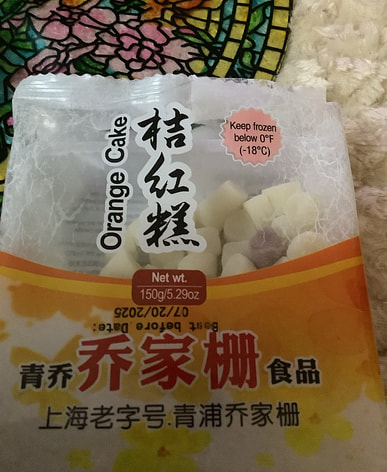 Orange Cake
桔红糕
Keep frozen
below 0°F
(-18°C)
Net wt.
150g/5.29oz
Best before Date:
07/20/2025
青乔 乔家栅 食品
上海老字号.青浦乔家栅